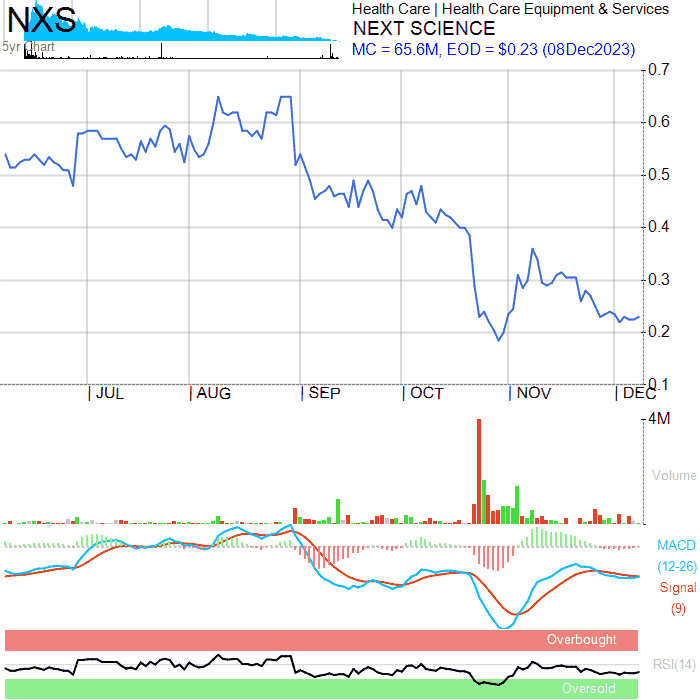 NXS
Health Care | Health Care Equipment & Services
NEXT SCIENCE
5yr Chart
MC = 65.6M, EOD = $0.23 (08Dec2023)
0.7
0.6
0.5
0.4
0.3
0.2
0.1
JUL
AUG
SEP
OCT
NOV
DEC
4M
Volume
MACD
(12-26)
Signal
(9)
Overbought
RSI(14)
Oversold